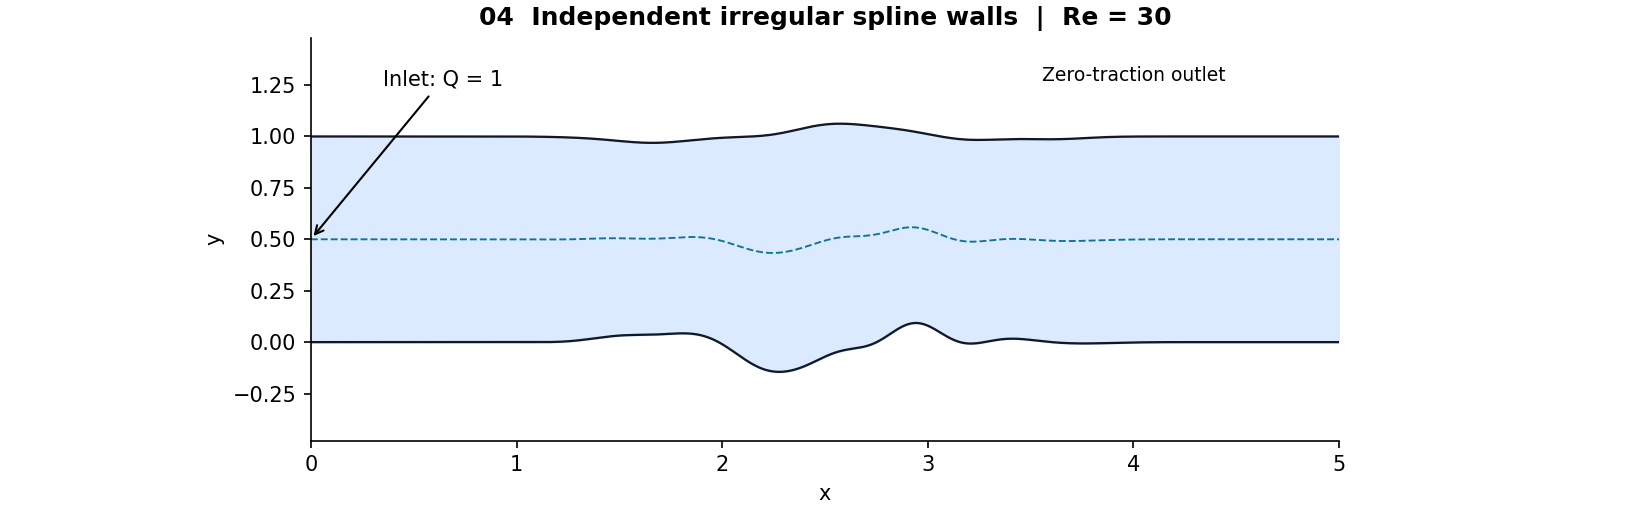 04  Independent irregular spline walls  |  Re = 30
Inlet: Q = 1
Zero-traction outlet
1.25
1.00
0.75
0.50
0.25
0.00
−0.25
y
0 1 2 3 4 5
x